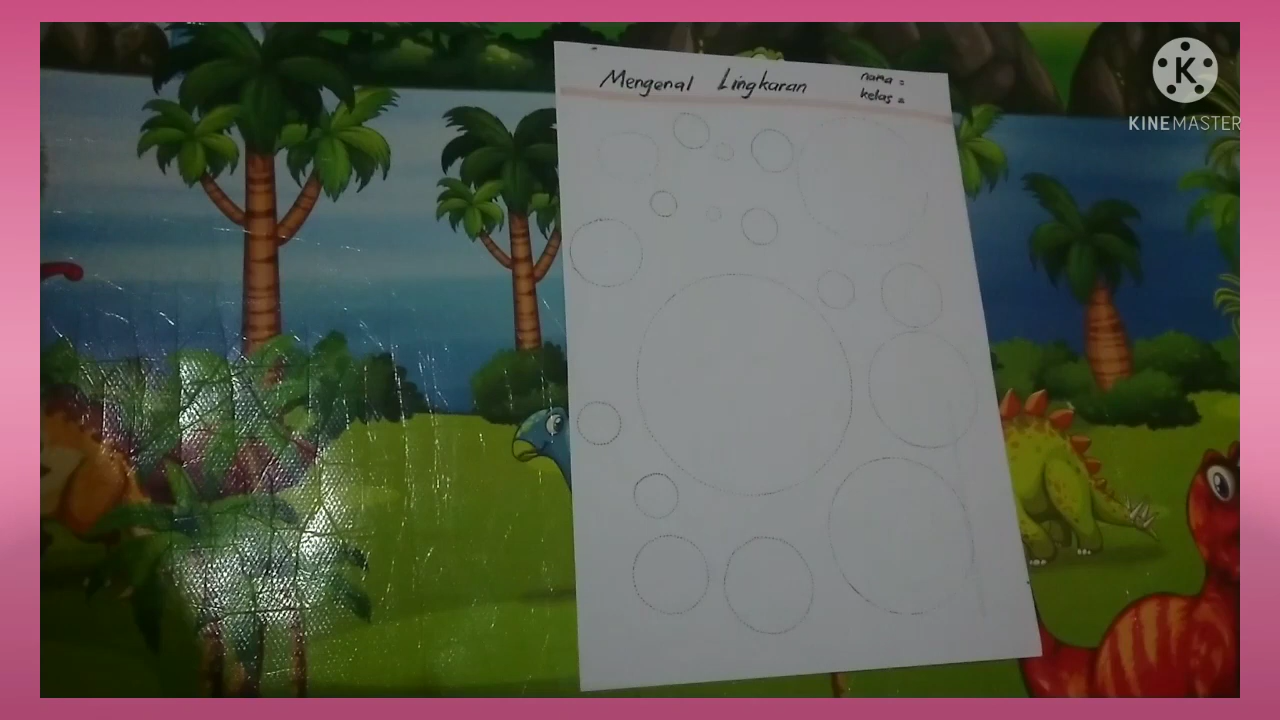 Mengenal Lingkaran
nama =
kelas =
K
KINEMASTER